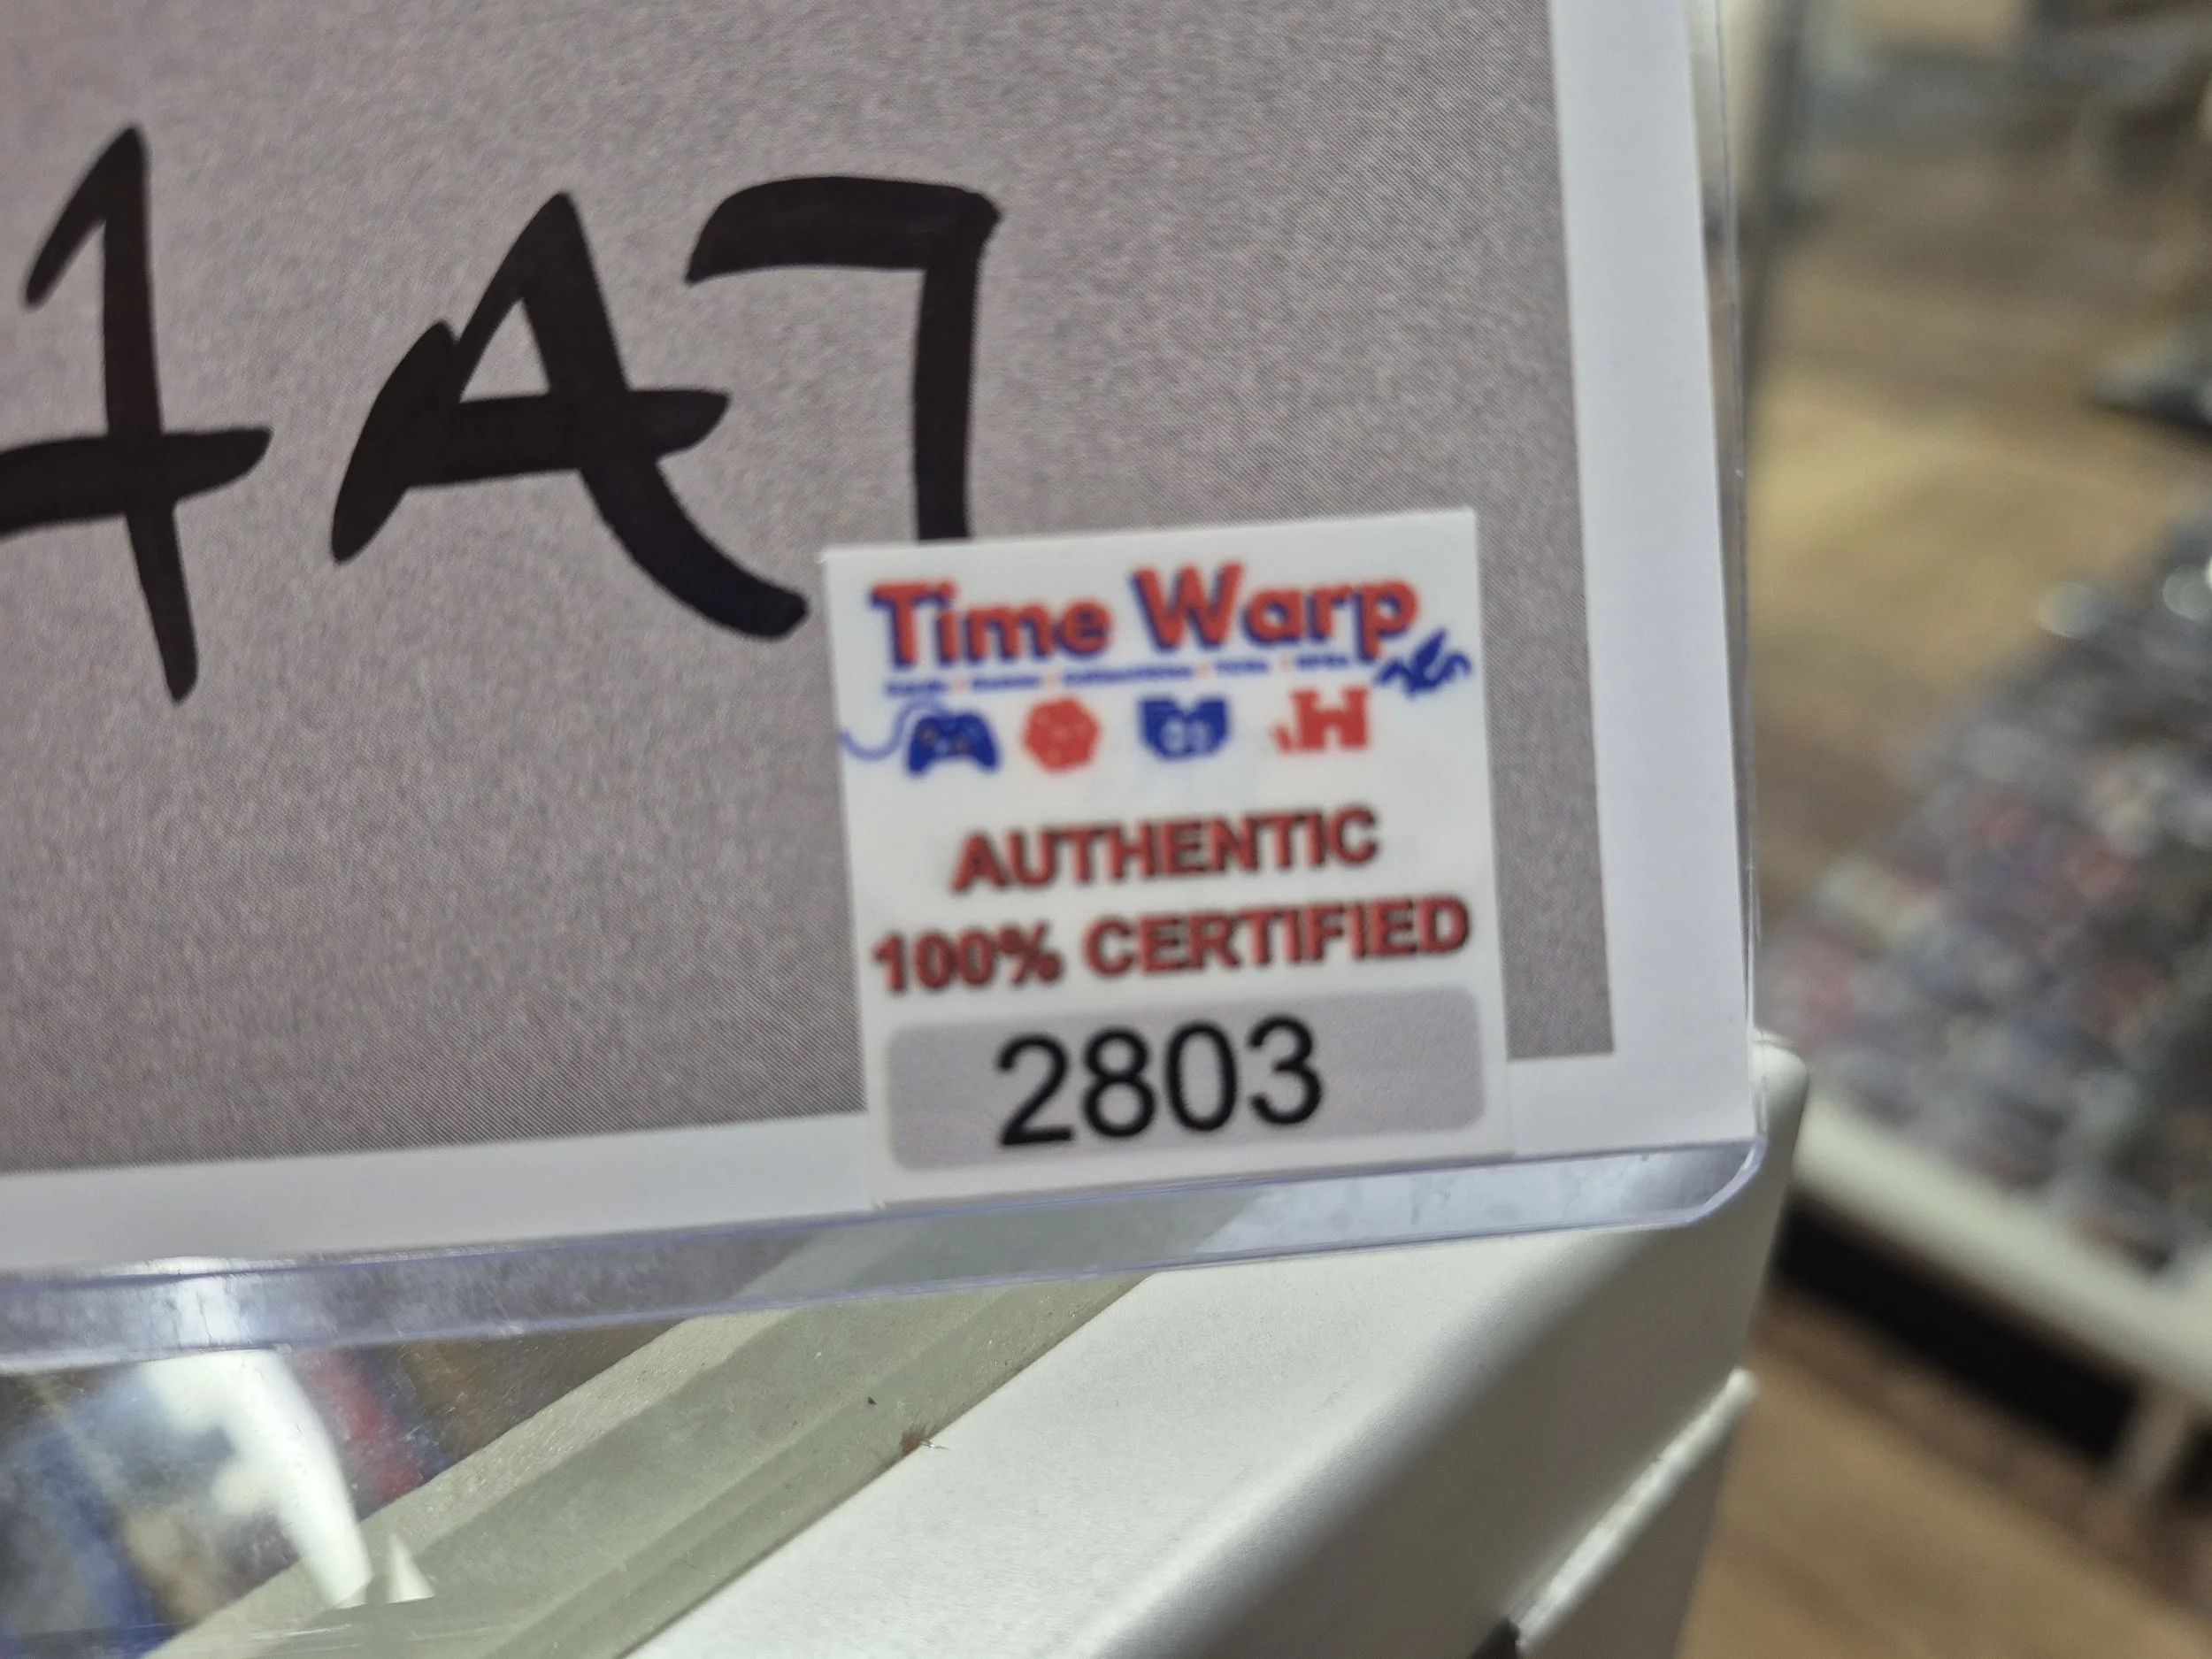 AA7
Time Warp
AUTHENTIC
100% CERTIFIED
2803